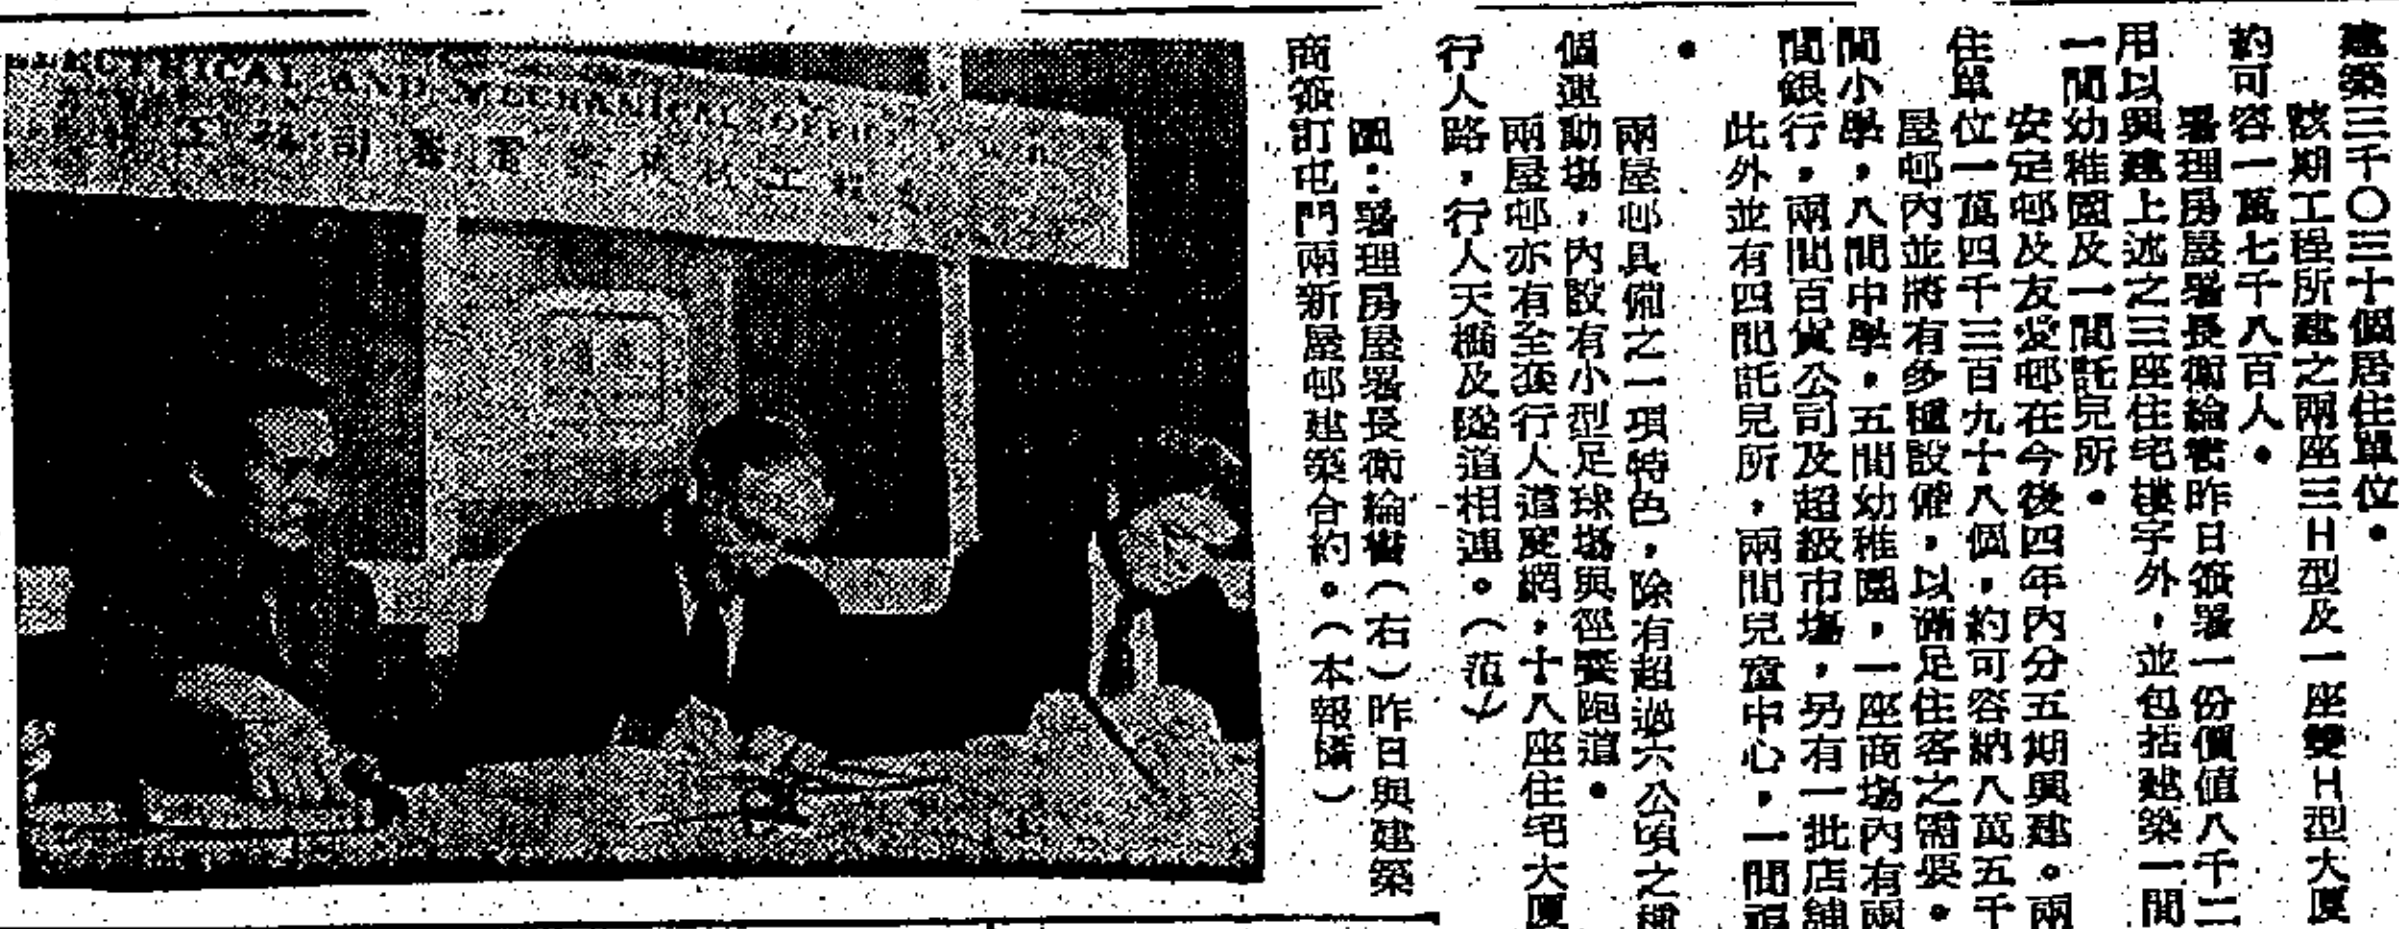 建築三千〇三十個居住單位。
該期工程所建之兩座三H型及一座雙H型大廈
約可容一萬七千八百人。
署理房屋署長衛綸密昨日簽署一份價值八千二
用以興建上述之三座住宅樓宇外，並包括建築一間
一間幼稚園及一間託兒所。
安定邨及友愛邨在今後四年內分五期興建。兩
住單位一萬四千三百九十八個，約可容納八萬五千
屋邨內並將有多種設備，以滿足住客之需要。
間小學，八間中學，五間幼稚園，一座商場內有兩
間銀行，兩間百貨公司及超級市場，另有一批店舖
此外並有四間託兒所，兩間兒童中心，一間
。
兩屋邨具備之一項特色，除有超過六公頃之
個運動場，內設有小型足球場與徑賽跑道。
兩屋邨亦有全套行人道路網，十八座住宅大廈
行人路，行人天橋及隧道相連。（范）
圖：署理房屋署長衛綸密（右）昨日與建築
商簽訂屯門兩新屋邨建築合約。（本報攝）
ELECTRICAL AND MECHANICAL
司
工程